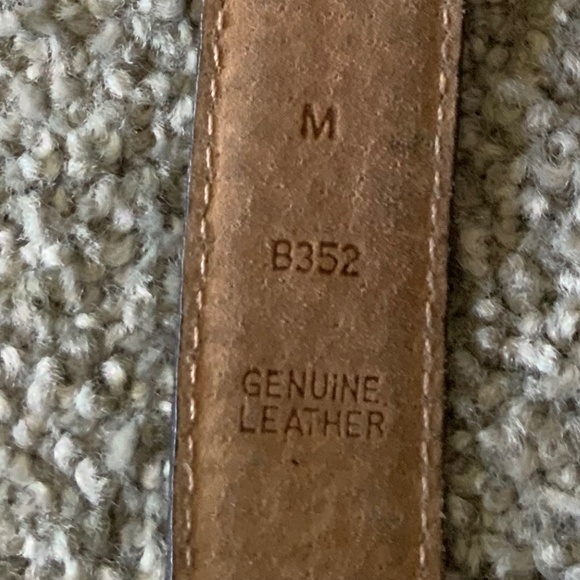 M
B352
GENUINE
LEATHER